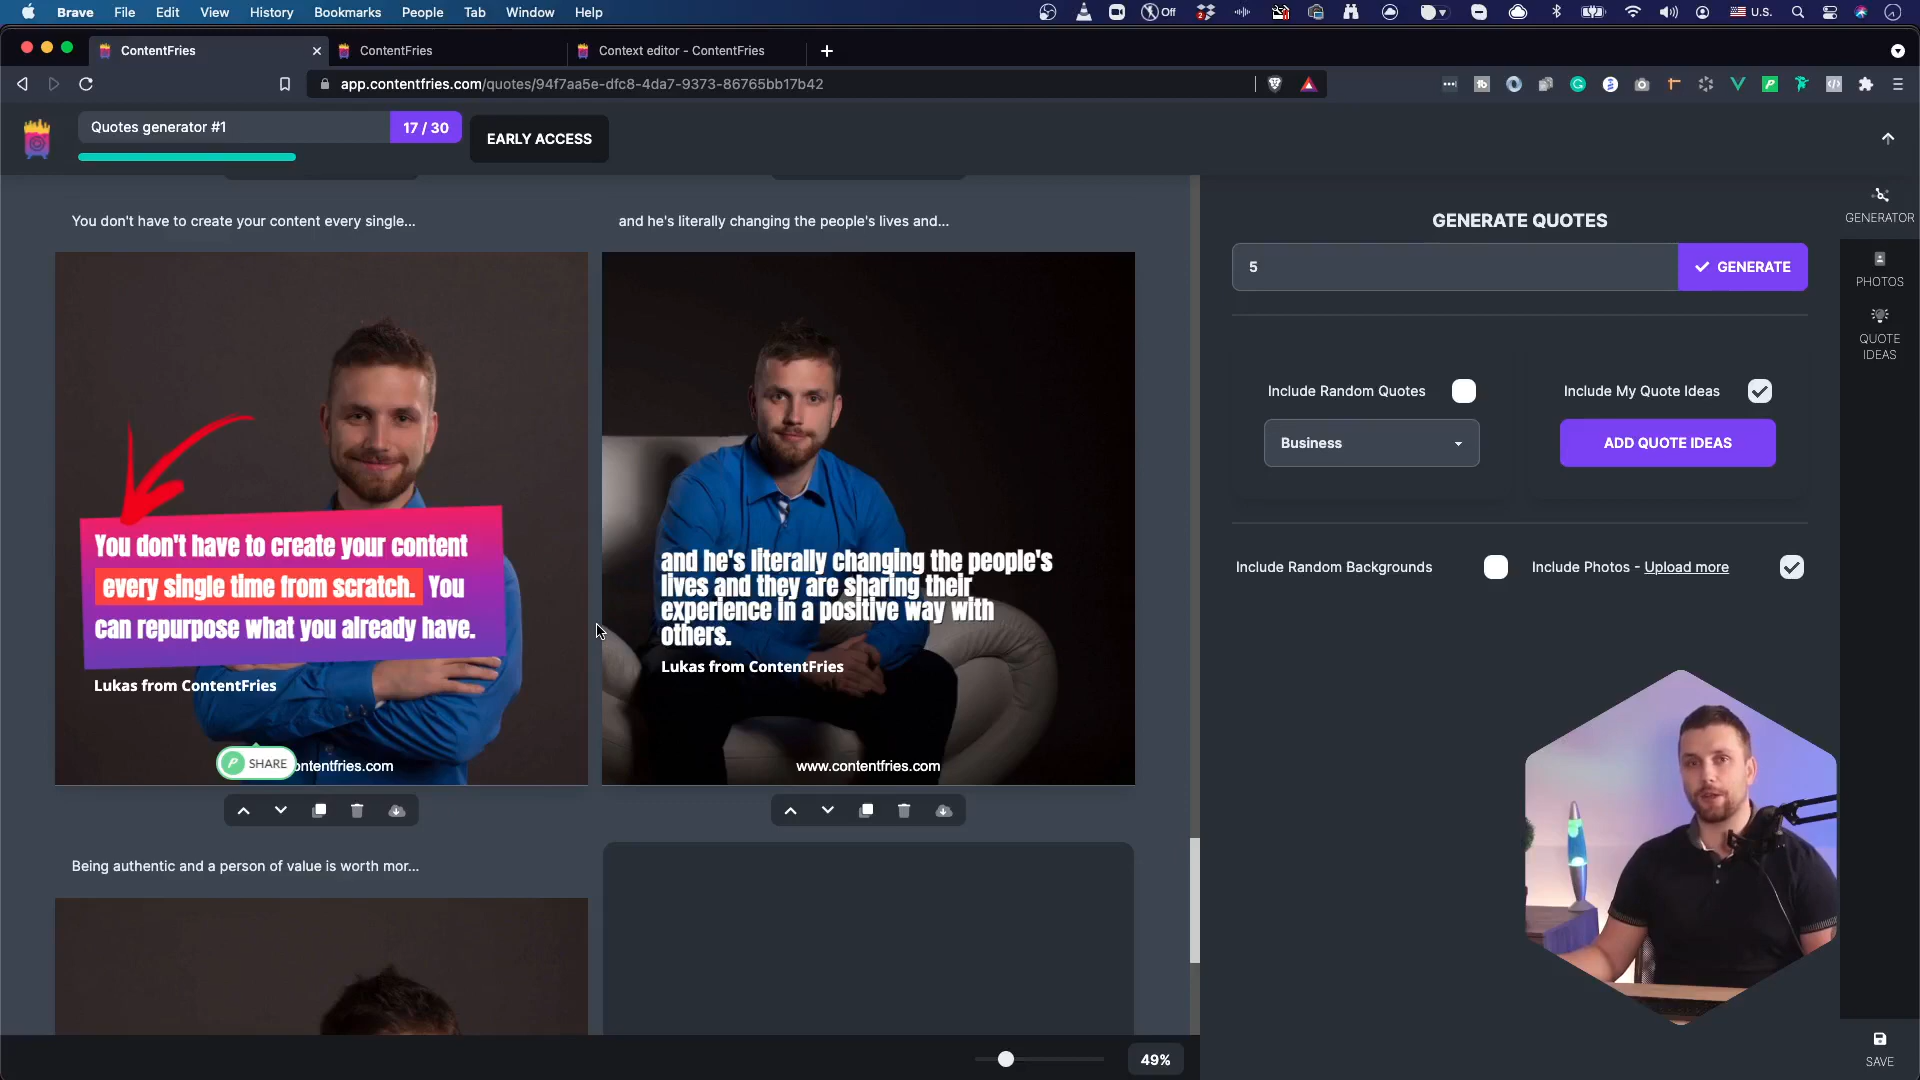 Brave File Edit View History Bookmarks People Tab Window Help
Off
2
U.S.
ContentFries
ContentFries
Context editor - ContentFries
app.contentfries.com/quotes/94f7aa5e-dfc8-4da7-9373-86765bb17b42
Quotes generator #1
17 / 30
EARLY ACCESS
You don't have to create your content every single...
and he's literally changing the people's lives and...
You don't have to create your content
every single time from scratch. You
can repurpose what you already have.
Lukas from ContentFries
SHARE
ontentfries.com
and he's literally changing the people's
lives and they are sharing their
experience in a positive way with
others.
Lukas from ContentFries
www.contentfries.com
Being authentic and a person of value is worth mor...
49%
GENERATE QUOTES
5
GENERATE
Include Random Quotes
Business
Include My Quote Ideas
ADD QUOTE IDEAS
Include Random Backgrounds
Include Photos - Upload more
GENERATOR
PHOTOS
QUOTE
IDEAS
SAVE